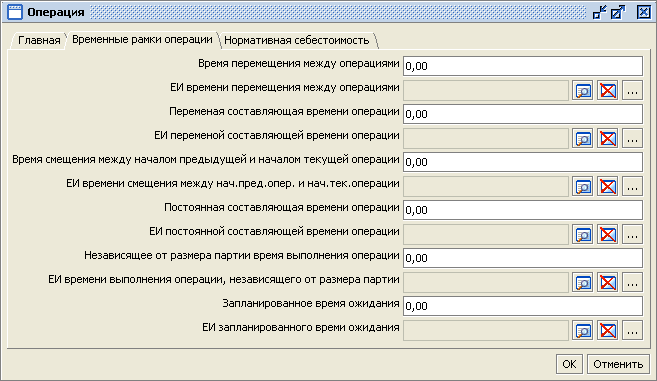 Операция
Главная Временные рамки операции Нормативная себестоимость
Время перемещения между операциями 0,00
ЕИ времени перемещения между операциями ...
Переменая составляющая времени операции 0,00
ЕИ переменой составляющей времени операции ...
Время смещения между началом предыдущей и началом текущей операции 0,00
ЕИ времени смещения между нач.пред.опер. и нач.тек.операции ...
Постоянная составляющая времени операции 0,00
ЕИ постоянной составляющей времени операции ...
Независящее от размера партии время выполнения операции 0,00
ЕИ времени выполнения операции, независящего от размера партии ...
Запланированное время ожидания 0,00
ЕИ запланированного времи ожидания ...
OK Отменить